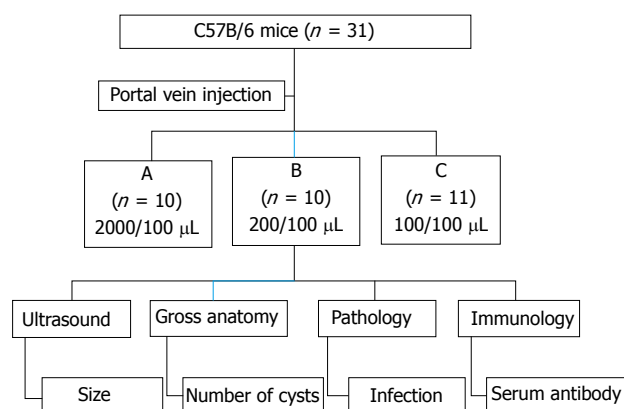 C57B/6 mice (n = 31)
Portal vein injection
A
(n = 10)
2000/100 μL
B
(n = 10)
200/100 μL
C
(n = 11)
100/100 μL
Ultrasound
Gross anatomy
Pathology
Immunology
Size
Number of cysts
Infection
Serum antibody